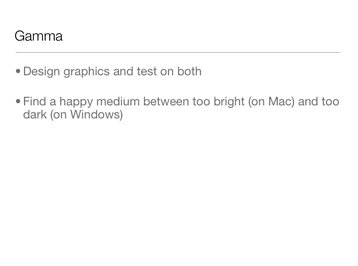 Gamma
• Design graphics and test on both
• Find a happy medium between too bright (on Mac) and too
dark (on Windows)